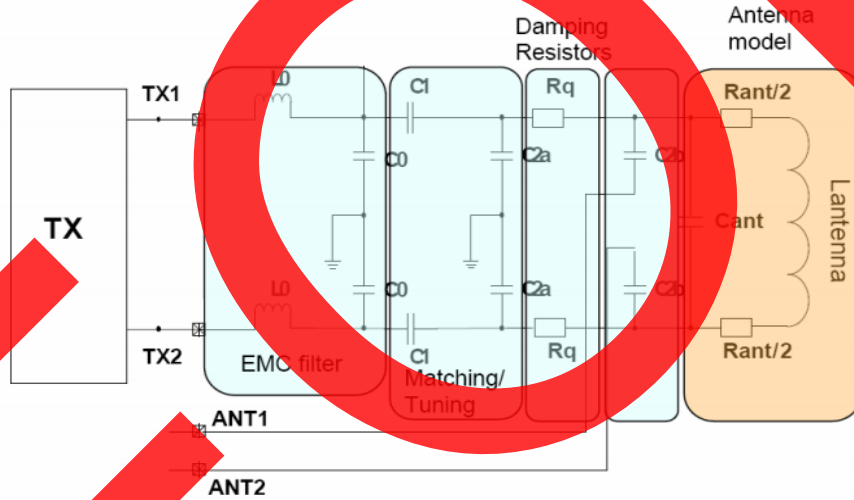 Damping
Resistors
Antenna
model
TX1
L0
C1
Rq
Rant/2
C0
C2a
C2b
TX
Cant
Lantenna
C0
C2a
C2b
L0
TX2
EMC filter
C1
Matching/
Tuning
Rq
Rant/2
ANT1
ANT2